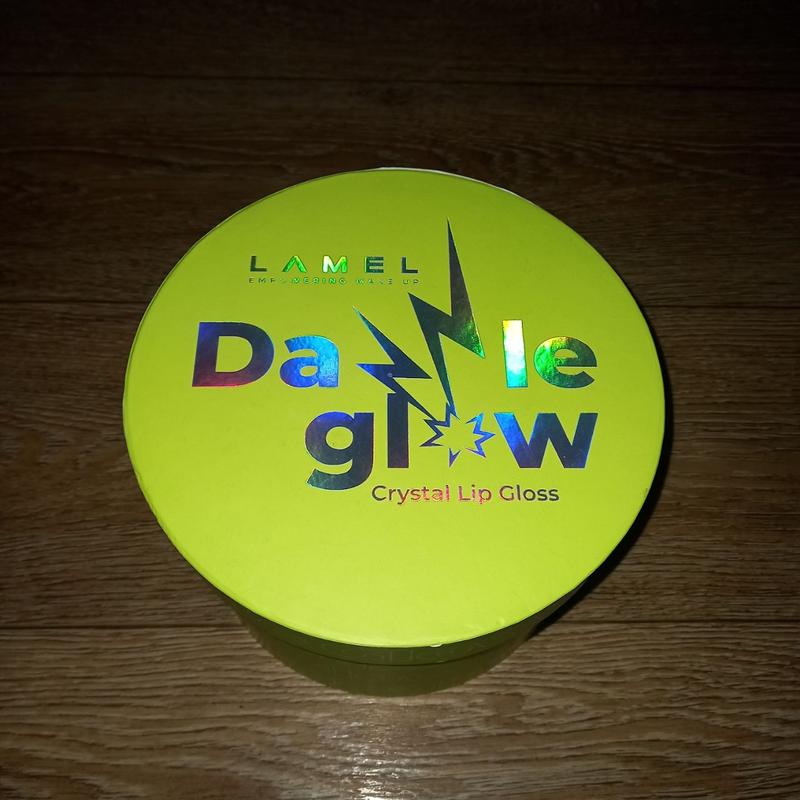 LAMEL
EMPOWERING MAKE UP
Dazzle
glow
Crystal Lip Gloss